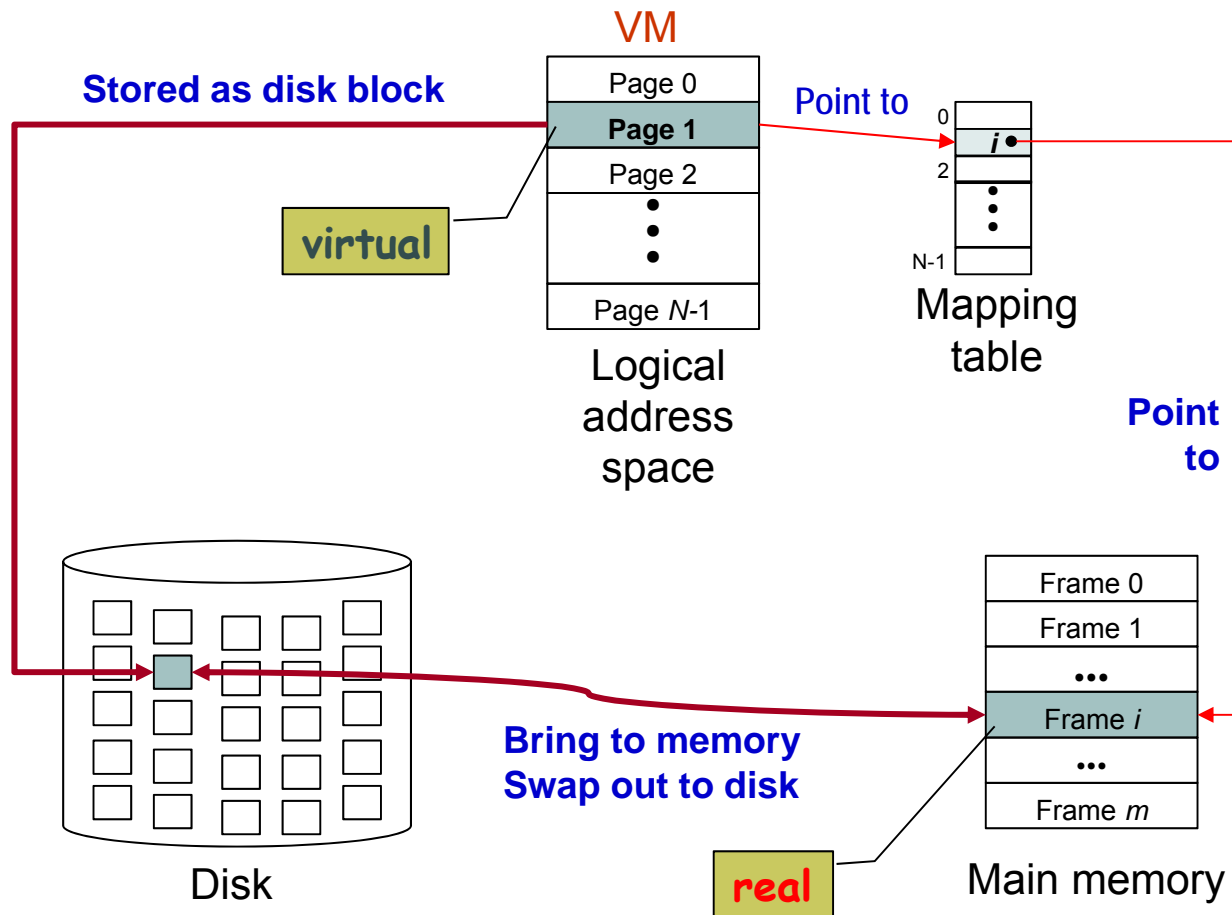 VM
Stored as disk block
Page 0
Page 1
Page 2
Page N-1
virtual
Logical
address
space
Point to
0
i
2
N-1
Mapping
table
Point
to
Disk
Bring to memory
Swap out to disk
Frame 0
Frame 1
•••
Frame i
•••
Frame m
real
Main memory